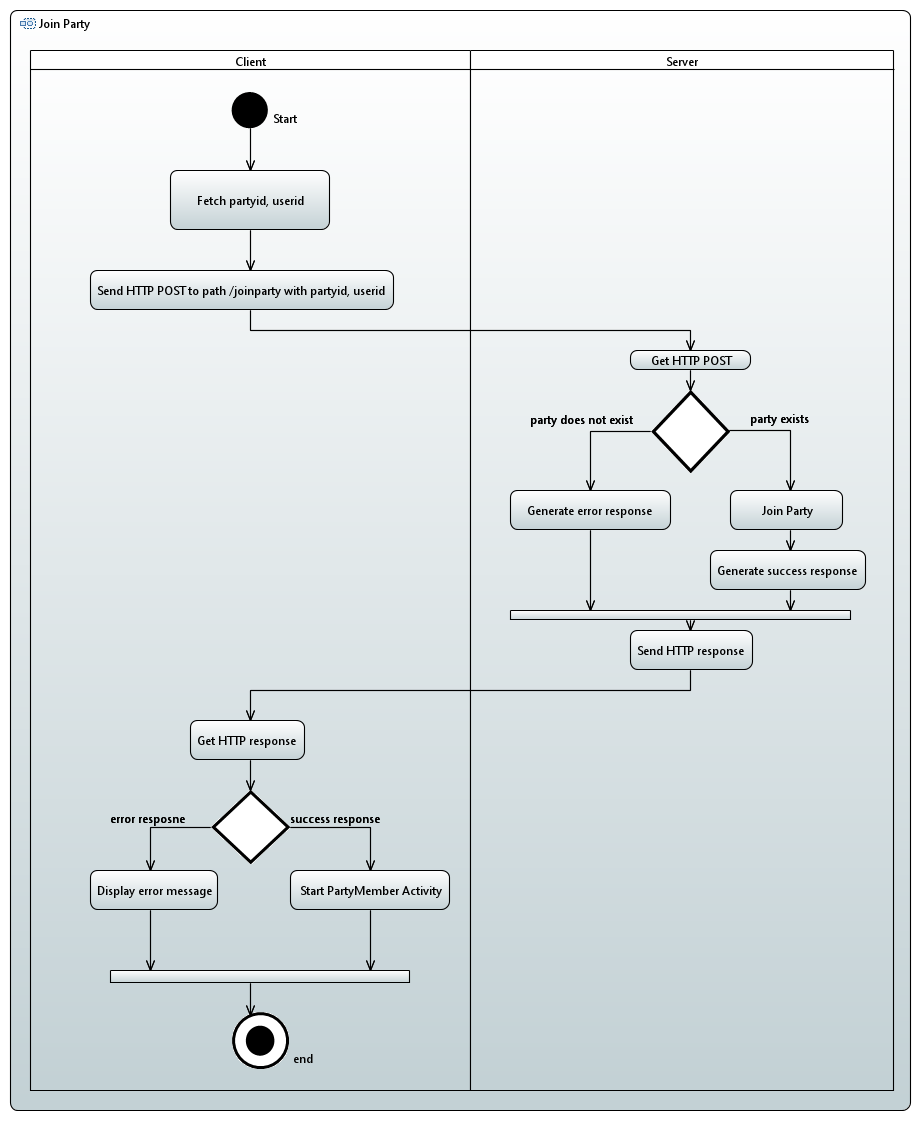 Join Party
Client
Server
Start
Fetch partyid, userid
Send HTTP POST to path /joinparty with partyid, userid
Get HTTP POST
party does not exist
party exists
Generate error response
Join Party
Generate success response
Send HTTP response
Get HTTP response
error resposne
success response
Display error message
Start PartyMember Activity
end